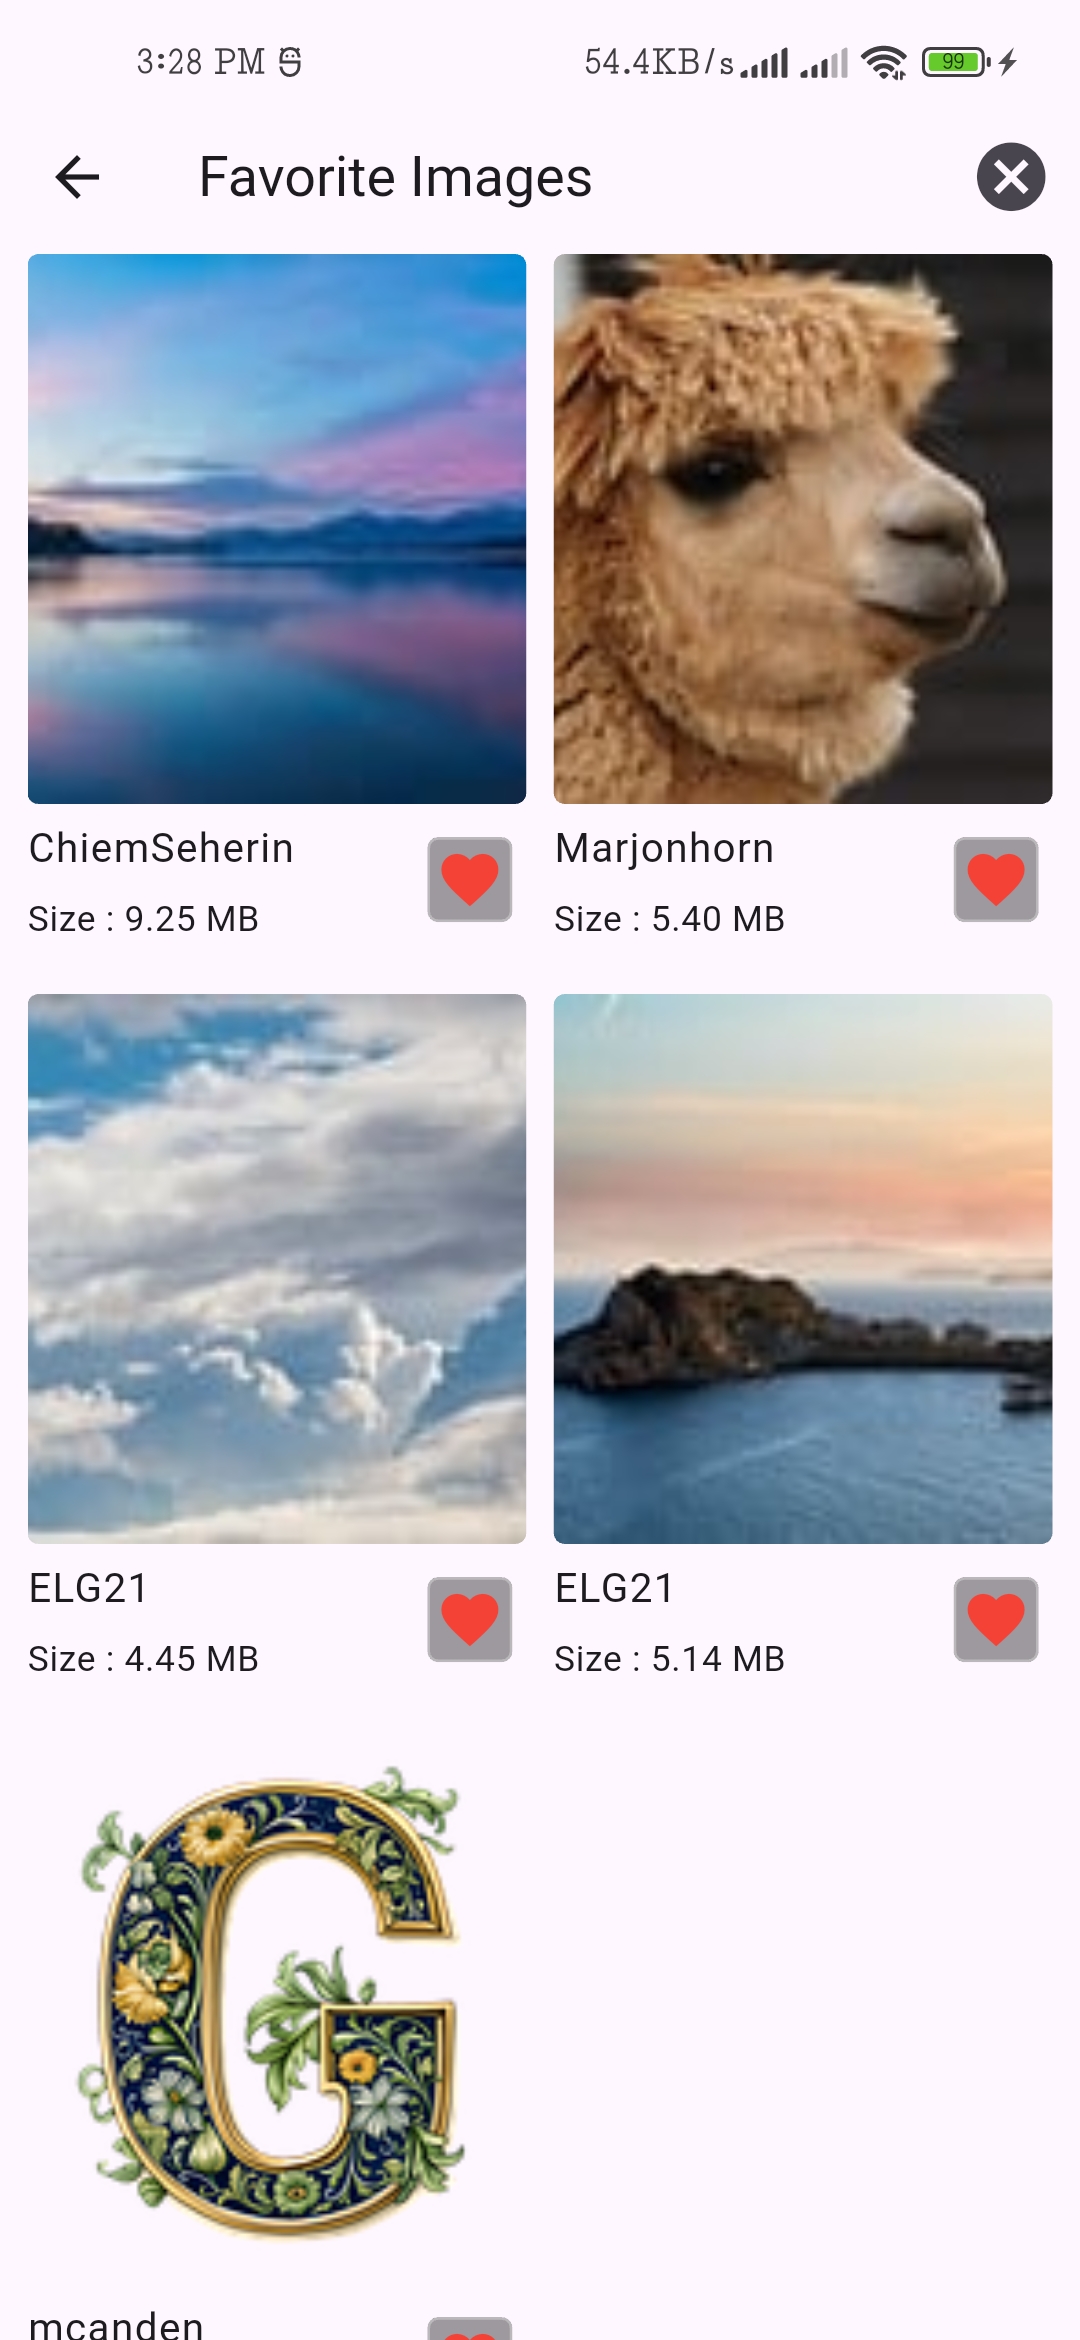 3:28 PM 54.4KB/s 99
Favorite Images
ChiemSeherin
Size : 9.25 MB
Marjonhorn
Size : 5.40 MB
ELG21
Size : 4.45 MB
ELG21
Size : 5.14 MB
G
mcanden